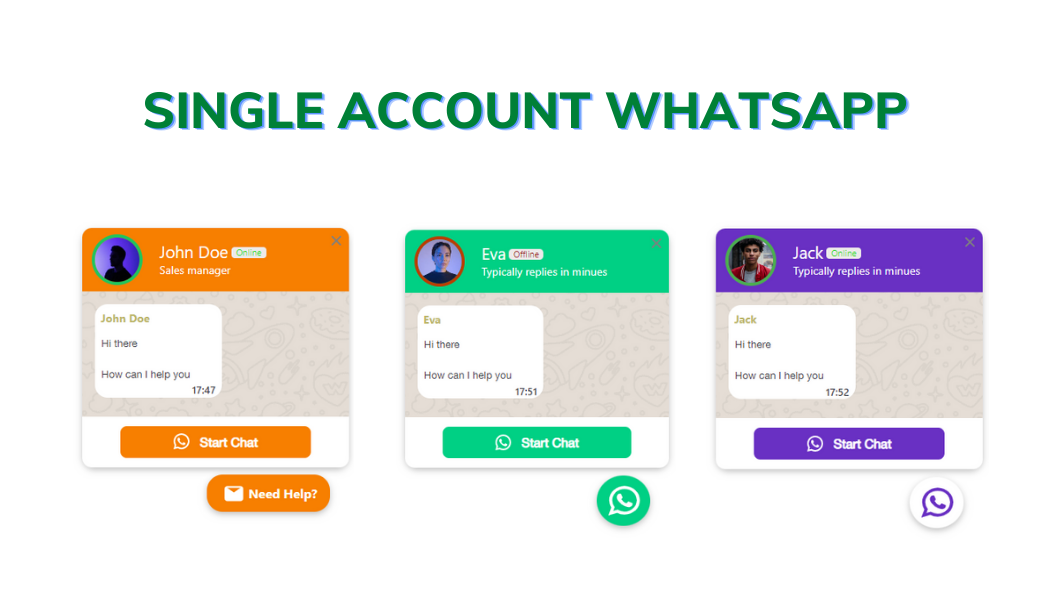 SINGLE ACCOUNT WHATSAPP
John Doe Online
Sales manager
John Doe
Hi there
How can I help you
17:47
Start Chat
Need Help?
Eva Offline
Typically replies in minues
Eva
Hi there
How can I help you
17:51
Start Chat
Jack Online
Typically replies in minues
Jack
Hi there
How can I help you
17:52
Start Chat